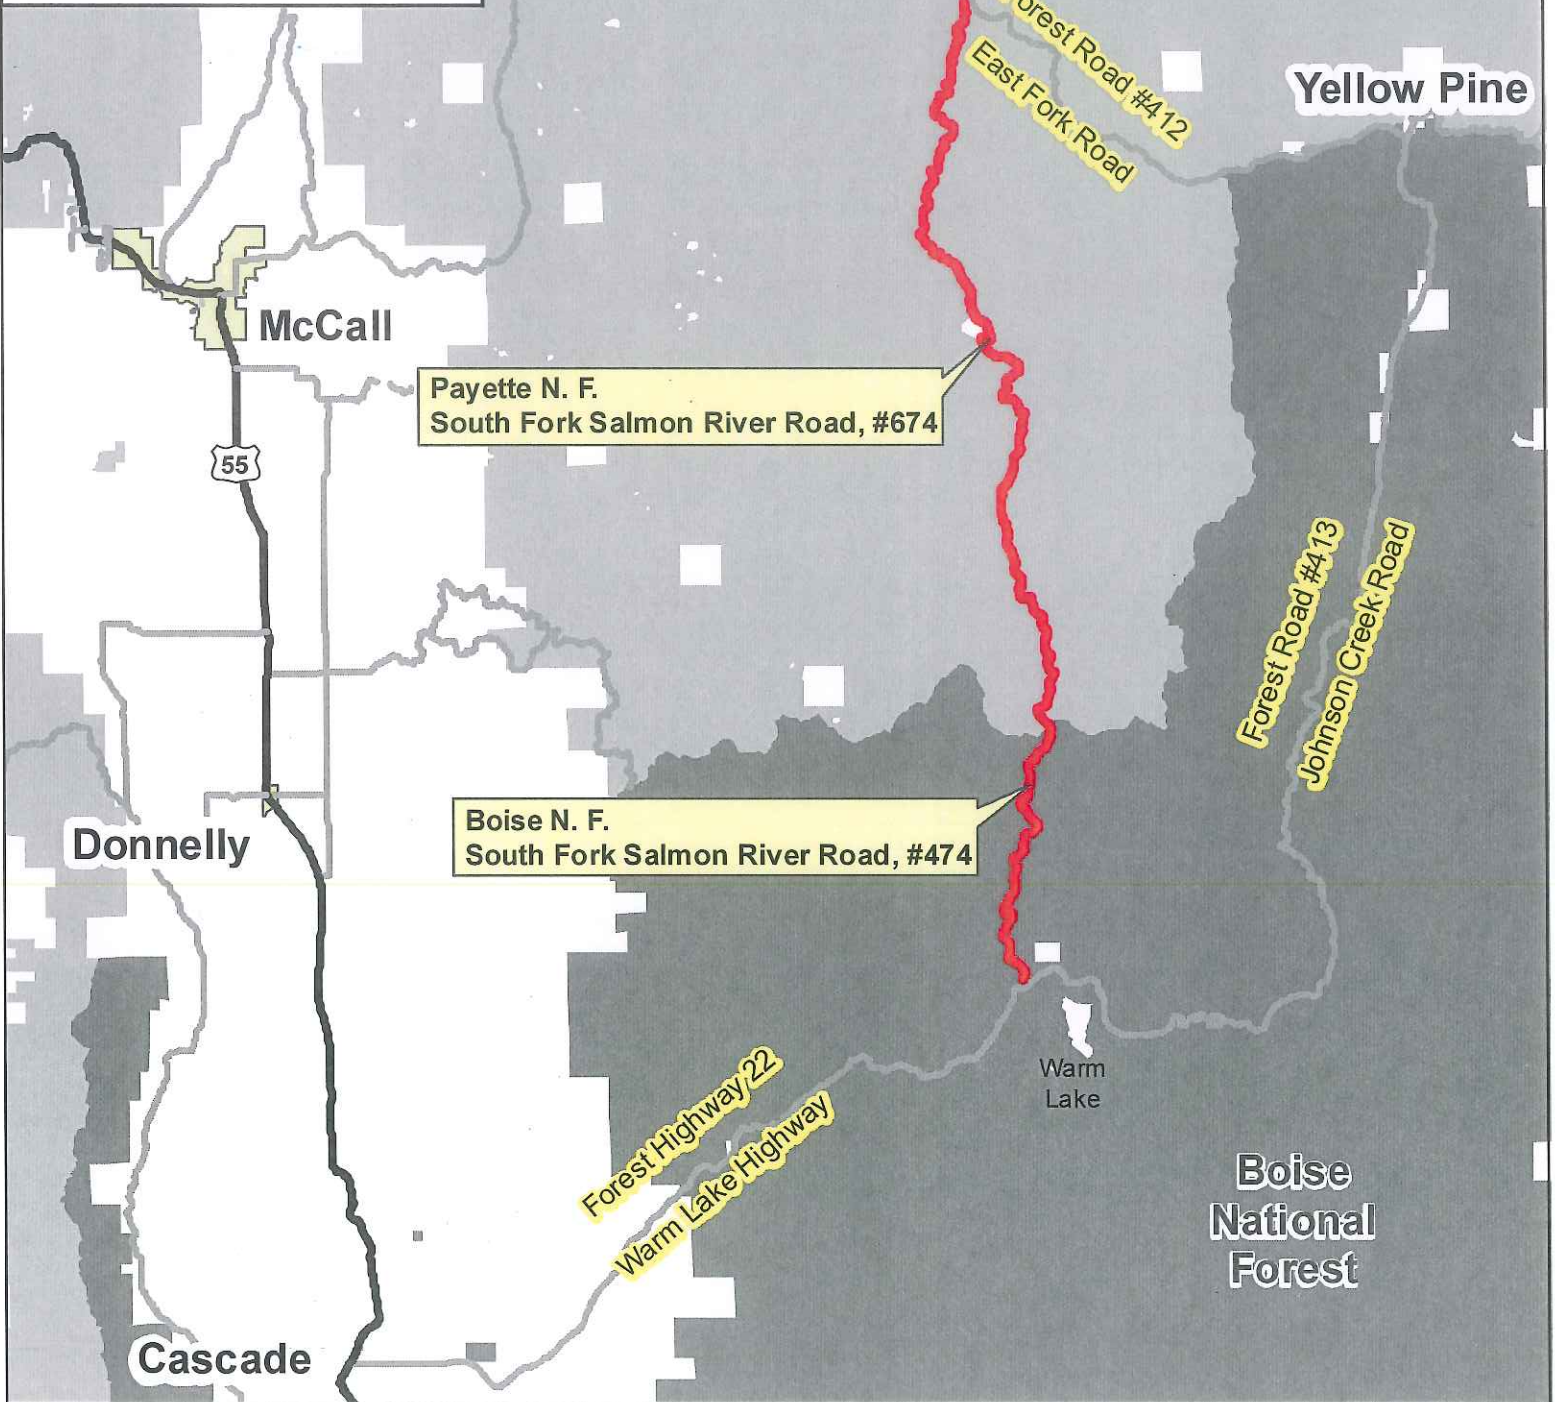 Forest Road #412
East Fork Road
Yellow Pine
McCall
Payette N. F.
South Fork Salmon River Road, #674
55
Forest Road #413
Johnson Creek Road
Boise N. F.
South Fork Salmon River Road, #474
Donnelly
Warm
Lake
Forest Highway 22
Warm Lake Highway
Boise
National
Forest
Cascade